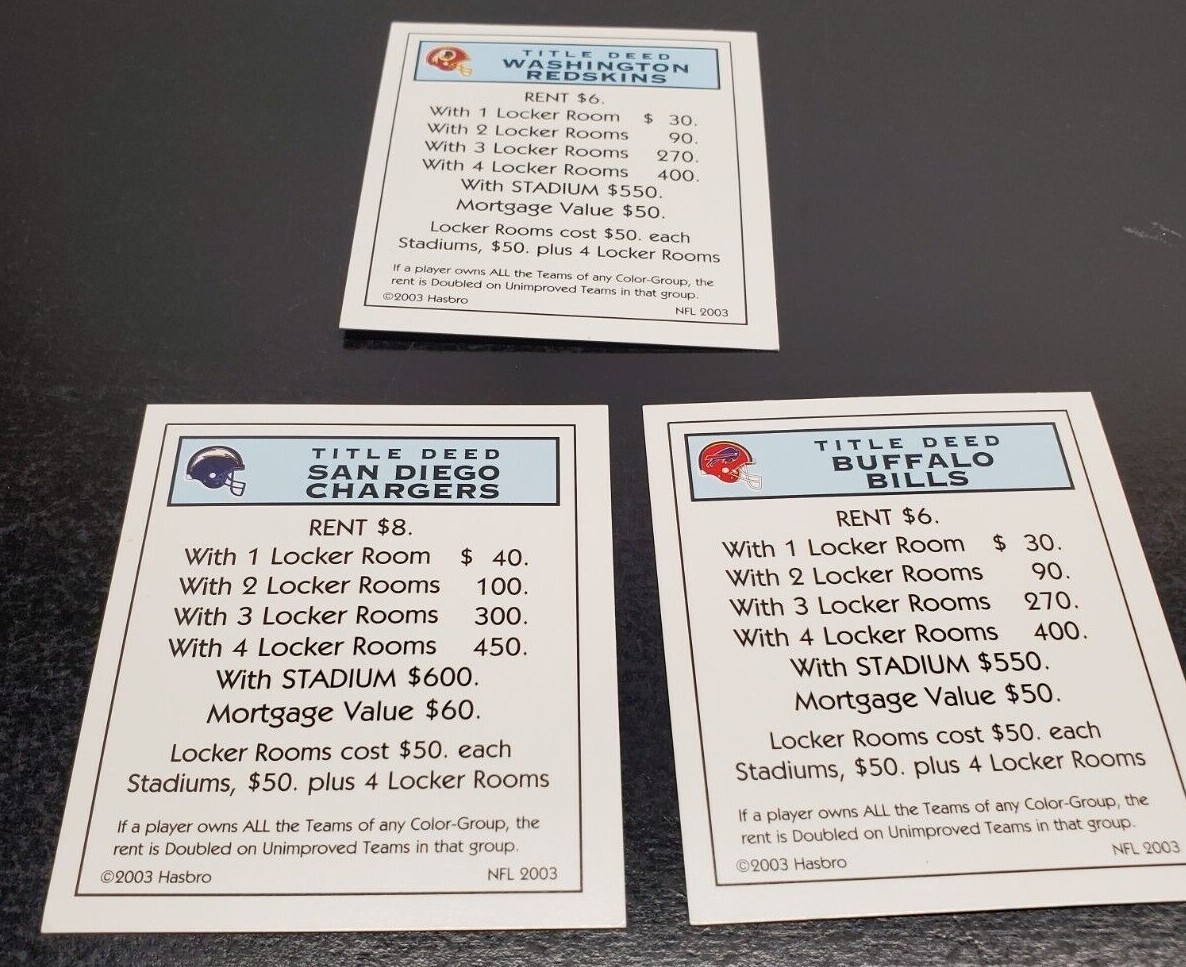 TITLE DEED
WASHINGTON
REDSKINS
RENT $6.
With 1 Locker Room $ 30.
With 2 Locker Rooms 90.
With 3 Locker Rooms 270.
With 4 Locker Rooms 400.
With STADIUM $550.
Mortgage Value $50.
Locker Rooms cost $50. each
Stadiums, $50. plus 4 Locker Rooms
If a player owns ALL the Teams of any Color-Group, the
rent is Doubled on Unimproved Teams in that group.
©2003 Hasbro NFL 2003
TITLE DEED
SAN DIEGO
CHARGERS
RENT $8.
With 1 Locker Room $ 40.
With 2 Locker Rooms 100.
With 3 Locker Rooms 300.
With 4 Locker Rooms 450.
With STADIUM $600.
Mortgage Value $60.
Locker Rooms cost $50. each
Stadiums, $50. plus 4 Locker Rooms
If a player owns ALL the Teams of any Color-Group, the
rent is Doubled on Unimproved Teams in that group.
©2003 Hasbro NFL 2003
TITLE DEED
BUFFALO
BILLS
RENT $6.
With 1 Locker Room $ 30.
With 2 Locker Rooms 90.
With 3 Locker Rooms 270.
With 4 Locker Rooms 400.
With STADIUM $550.
Mortgage Value $50.
Locker Rooms cost $50. each
Stadiums, $50. plus 4 Locker Rooms
If a player owns ALL the Teams of any Color-Group, the
rent is Doubled on Unimproved Teams in that group.
©2003 Hasbro NFL 2003